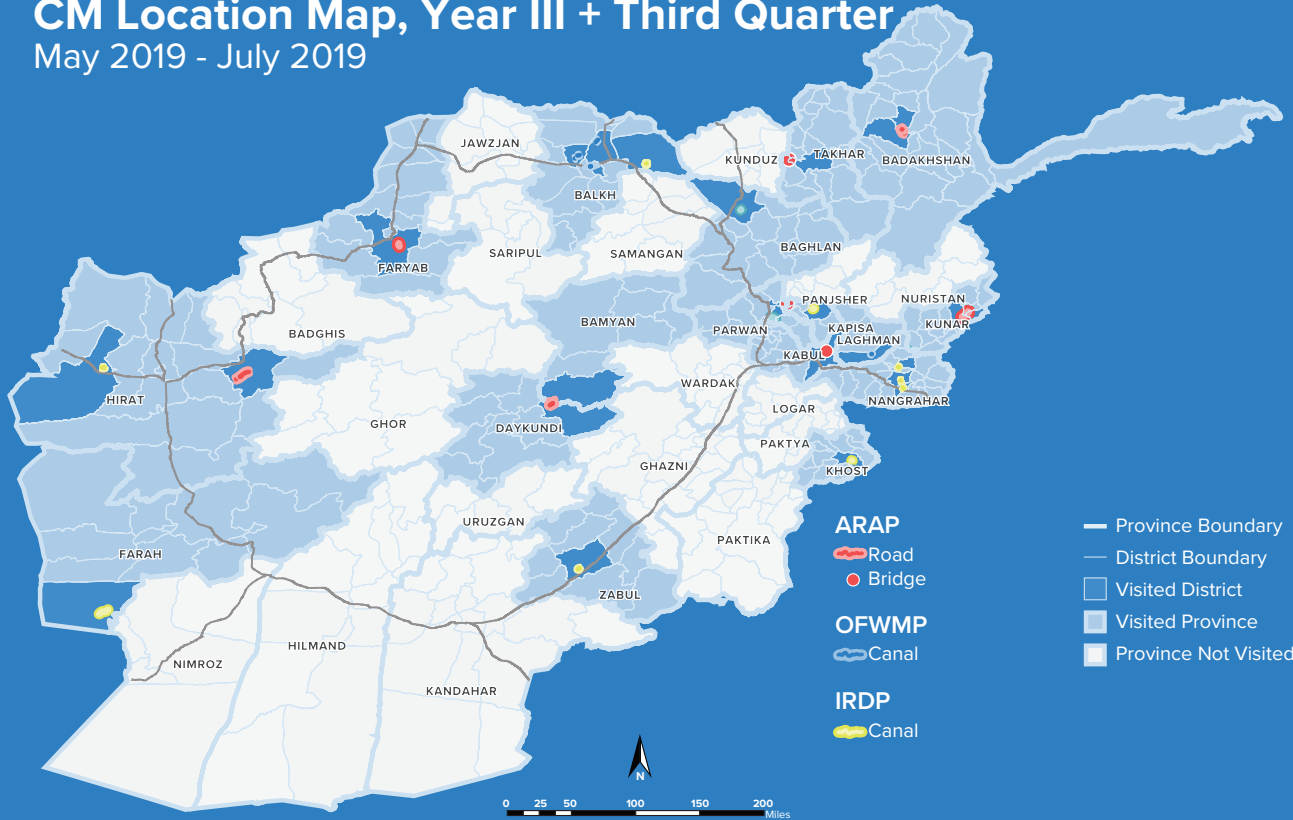 CM Location Map, Year III + Third Quarter
May 2019 - July 2019
JAWZJAN
KUNDUZ
TAKHAR
BADAKHSHAN
BALKH
SARIPUL
SAMANGAN
BAGHLAN
FARYAB
PANJSHER
NURISTAN
BADGHIS
BAMYAN
PARWAN
KAPISA
KUNAR
LAGHMAN
KABUL
HIRAT
WARDAK
NANGRAHAR
GHOR
DAYKUNDI
LOGAR
PAKTYA
GHAZNI
KHOST
URUZGAN
PAKTIKA
FARAH
ZABUL
HILMAND
NIMROZ
KANDAHAR
ARAP
Road
Bridge
OFWMP
Canal
IRDP
Canal
Province Boundary
District Boundary
Visited District
Visited Province
Province Not Visited
N
0 25 50 100 150 200
Miles